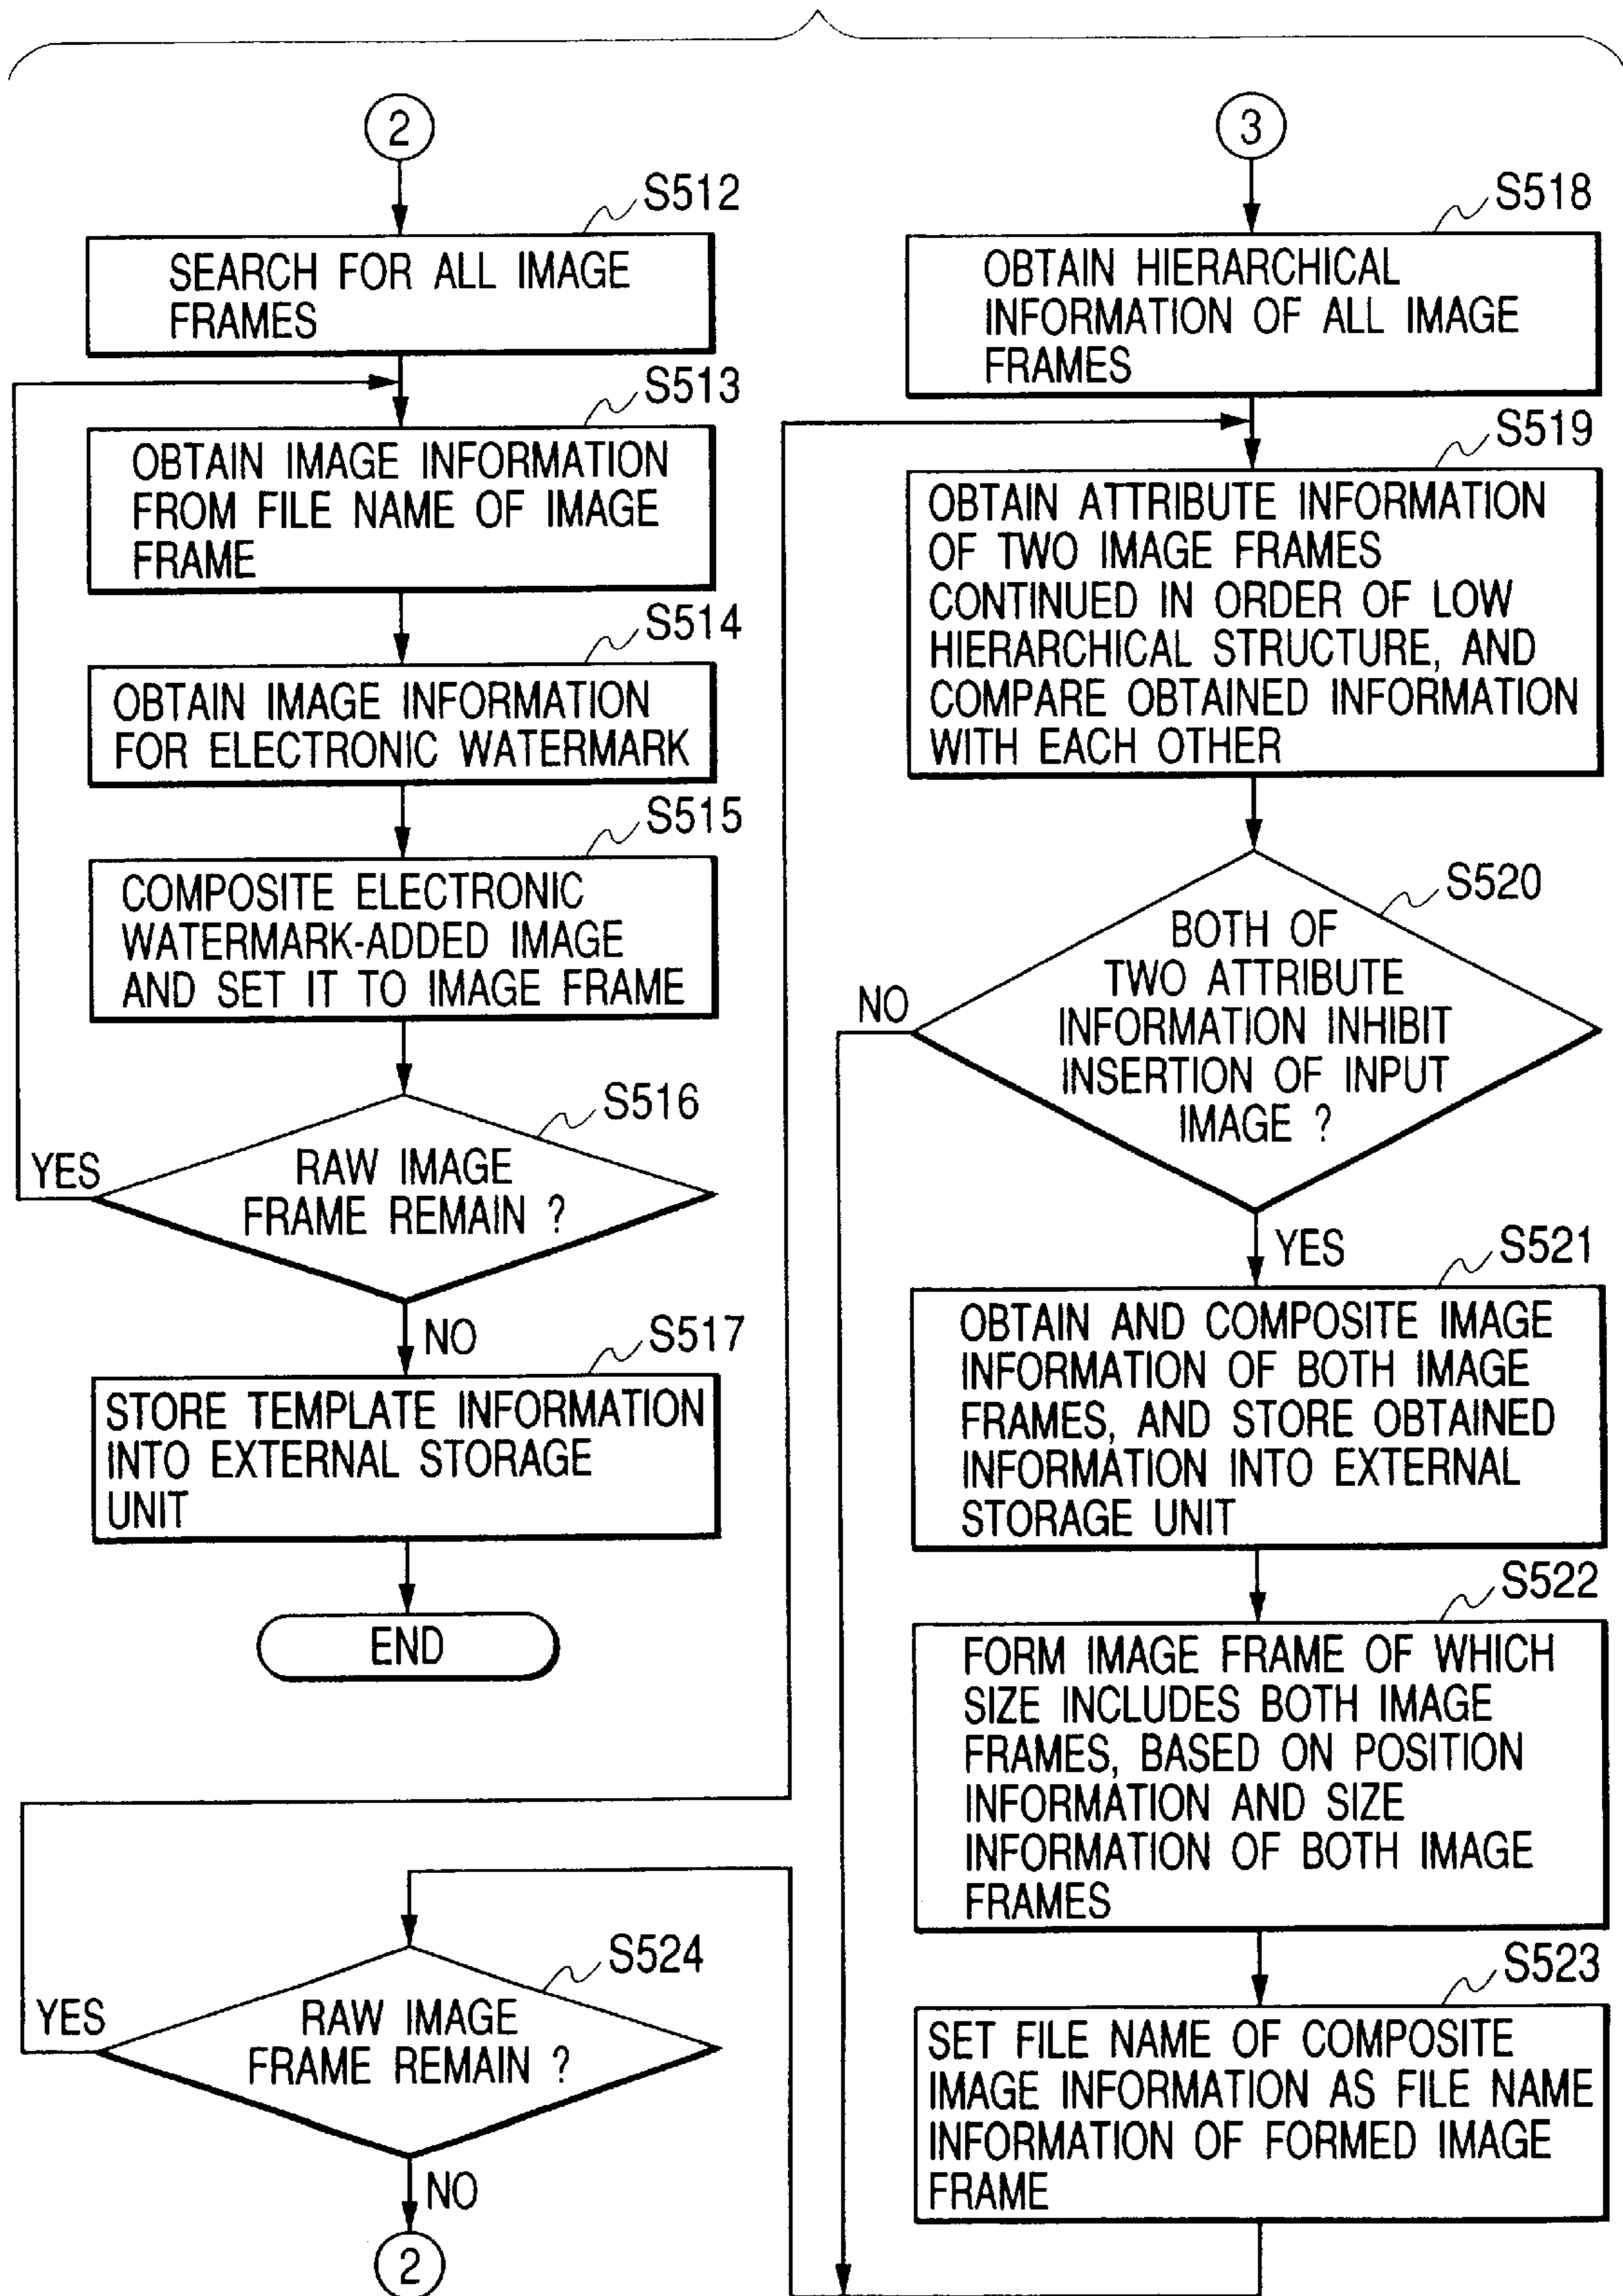 2
S512
SEARCH FOR ALL IMAGE
FRAMES
S513
OBTAIN IMAGE INFORMATION
FROM FILE NAME OF IMAGE
FRAME
S514
OBTAIN IMAGE INFORMATION
FOR ELECTRONIC WATERMARK
S515
COMPOSITE ELECTRONIC
WATERMARK-ADDED IMAGE
AND SET IT TO IMAGE FRAME
S516
YES
RAW IMAGE
FRAME REMAIN ?
NO
S517
STORE TEMPLATE INFORMATION
INTO EXTERNAL STORAGE
UNIT
END
3
S518
OBTAIN HIERARCHICAL
INFORMATION OF ALL IMAGE
FRAMES
S519
OBTAIN ATTRIBUTE INFORMATION
OF TWO IMAGE FRAMES
CONTINUED IN ORDER OF LOW
HIERARCHICAL STRUCTURE, AND
COMPARE OBTAINED INFORMATION
WITH EACH OTHER
S520
BOTH OF
TWO ATTRIBUTE
INFORMATION INHIBIT
INSERTION OF INPUT
IMAGE ?
NO
YES
S521
OBTAIN AND COMPOSITE IMAGE
INFORMATION OF BOTH IMAGE
FRAMES, AND STORE OBTAINED
INFORMATION INTO EXTERNAL
STORAGE UNIT
S522
FORM IMAGE FRAME OF WHICH
SIZE INCLUDES BOTH IMAGE
FRAMES, BASED ON POSITION
INFORMATION AND SIZE
INFORMATION OF BOTH IMAGE
FRAMES
S523
SET FILE NAME OF COMPOSITE
IMAGE INFORMATION AS FILE NAME
INFORMATION OF FORMED IMAGE
FRAME
S524
YES
RAW IMAGE
FRAME REMAIN ?
NO
2